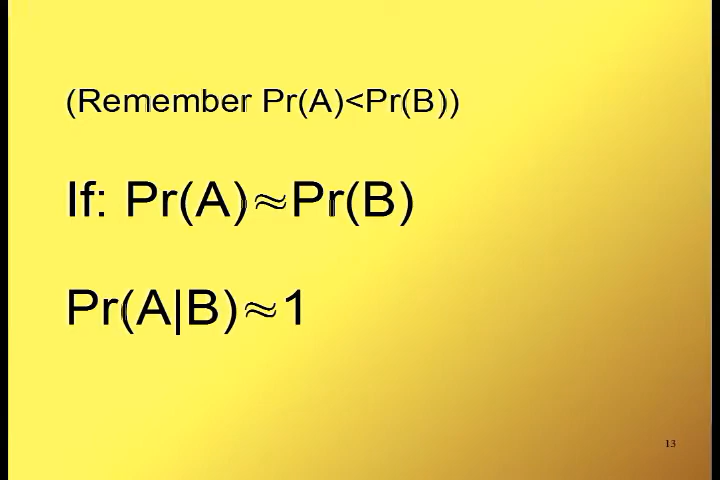 (Remember Pr(A)<Pr(B))
If: Pr(A)≈Pr(B)
Pr(A|B)≈1
13